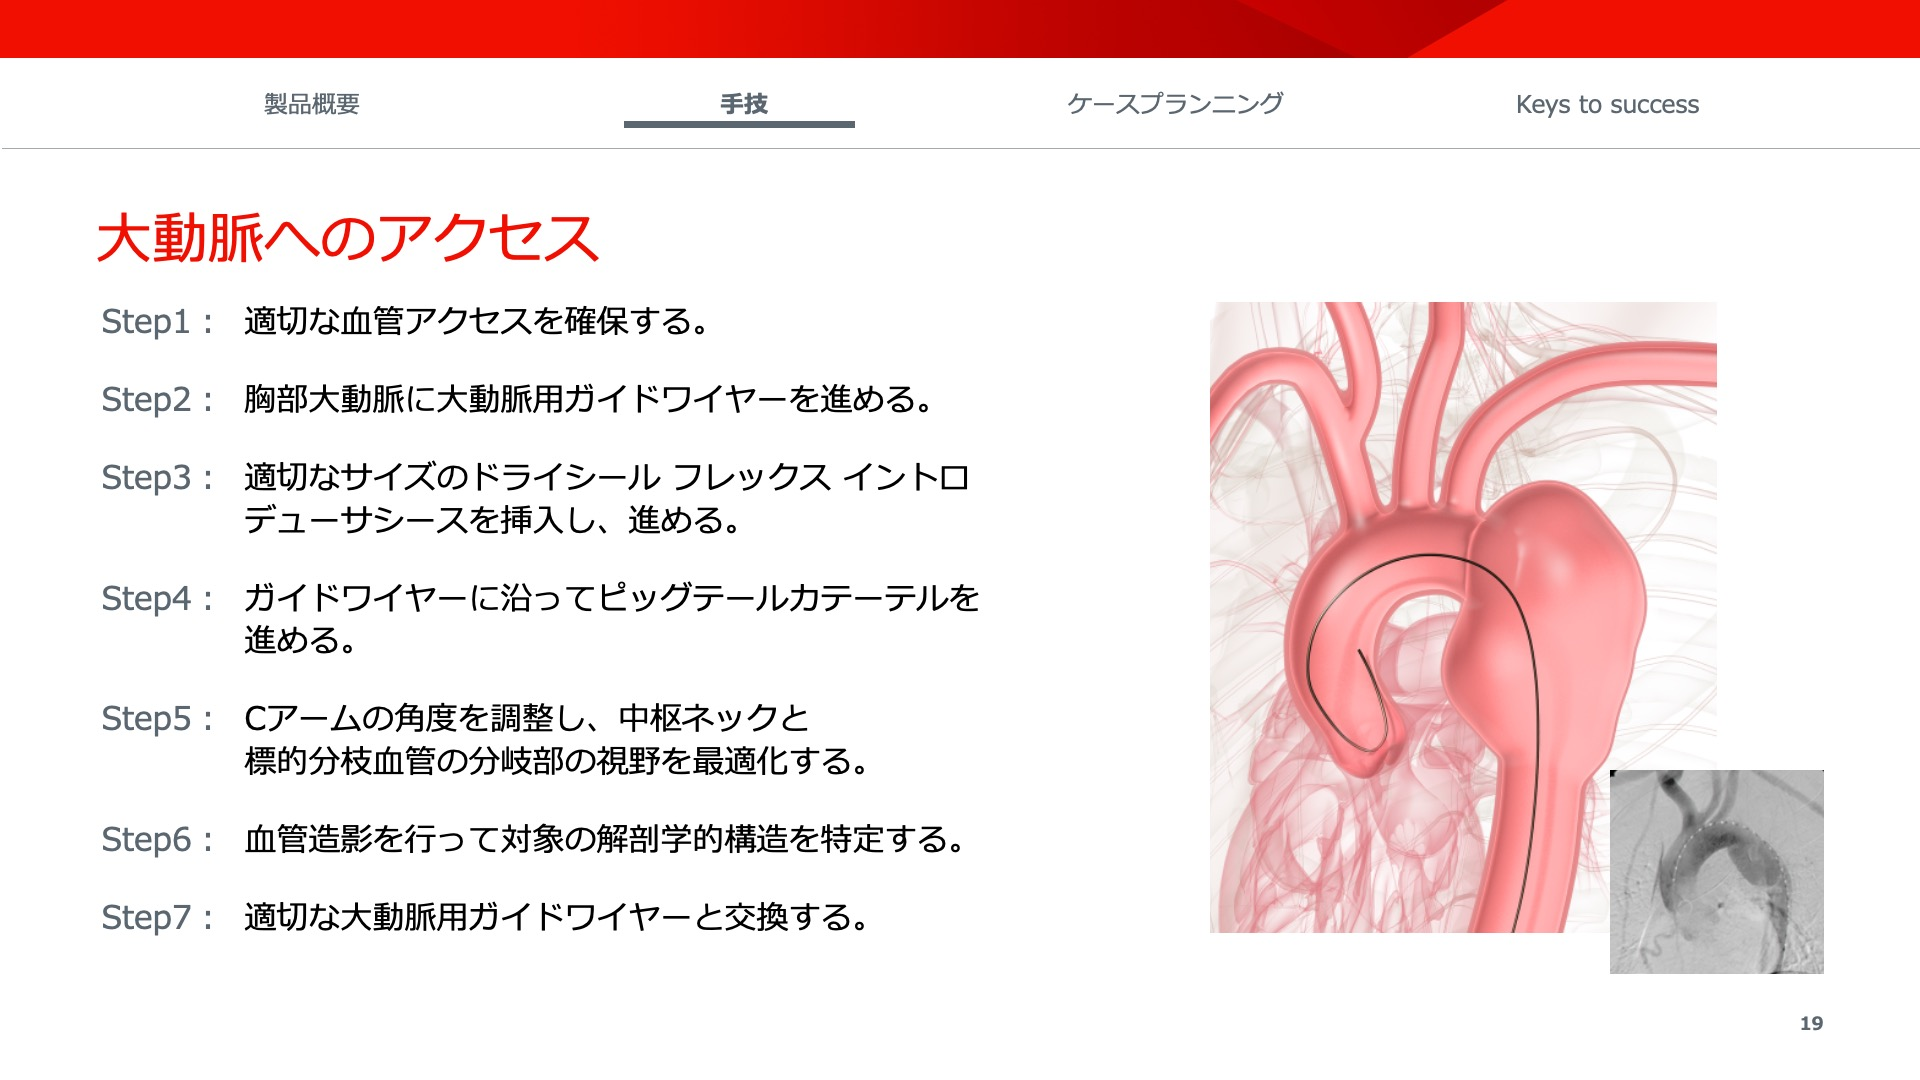 製品概要
手技
ケースプランニング
Keys to success
大動脈へのアクセス
Step1： 適切な血管アクセスを確保する。
Step2： 胸部大動脈に大動脈用ガイドワイヤーを進める。
Step3： 適切なサイズのドライシール フレックス イントロ
デューサシースを挿入し、進める。
Step4： ガイドワイヤーに沿ってピッグテールカテーテルを
進める。
Step5： Cアームの角度を調整し、中枢ネックと
標的分枝血管の分岐部の視野を最適化する。
Step6： 血管造影を行って対象の解剖学的構造を特定する。
Step7： 適切な大動脈用ガイドワイヤーと交換する。
19